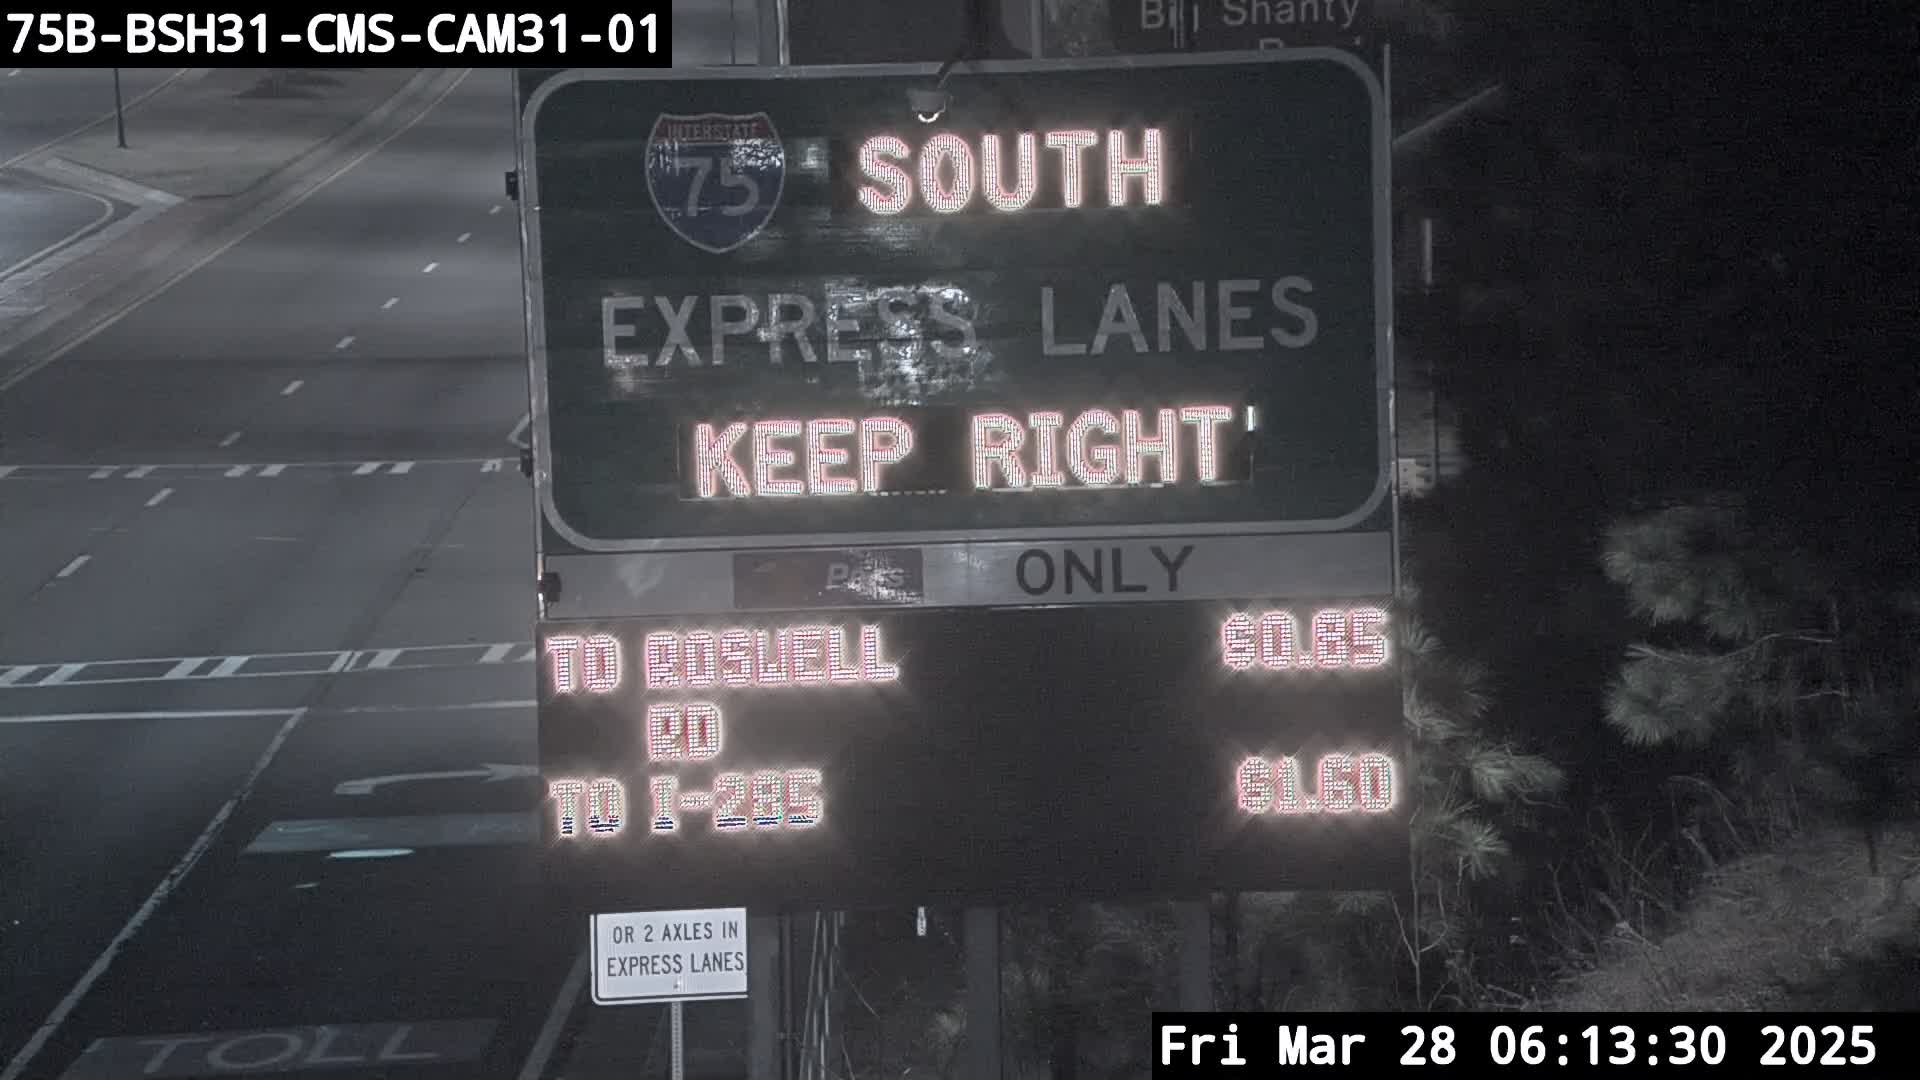 75B-BSH31-CMS-CAM31-01
Shanty
INTERSTATE
75
SOUTH
EXPRESS LANES
KEEP RIGHT
ONLY
TO ROSWELL $0.85
RD
TO I-285 $1.60
OR 2 AXLES IN
EXPRESS LANES
TOLL
Fri Mar 28 06:13:30 2025